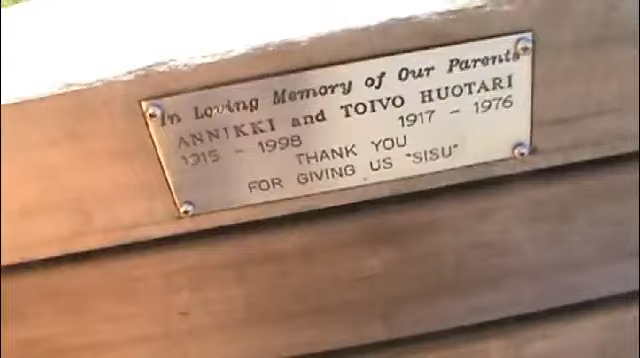 In Loving Memory of Our Parents
ANNIKKI and TOIVO HUOTARI
1915 - 1998 1917 - 1976
THANK YOU
FOR GIVING US "SISU"